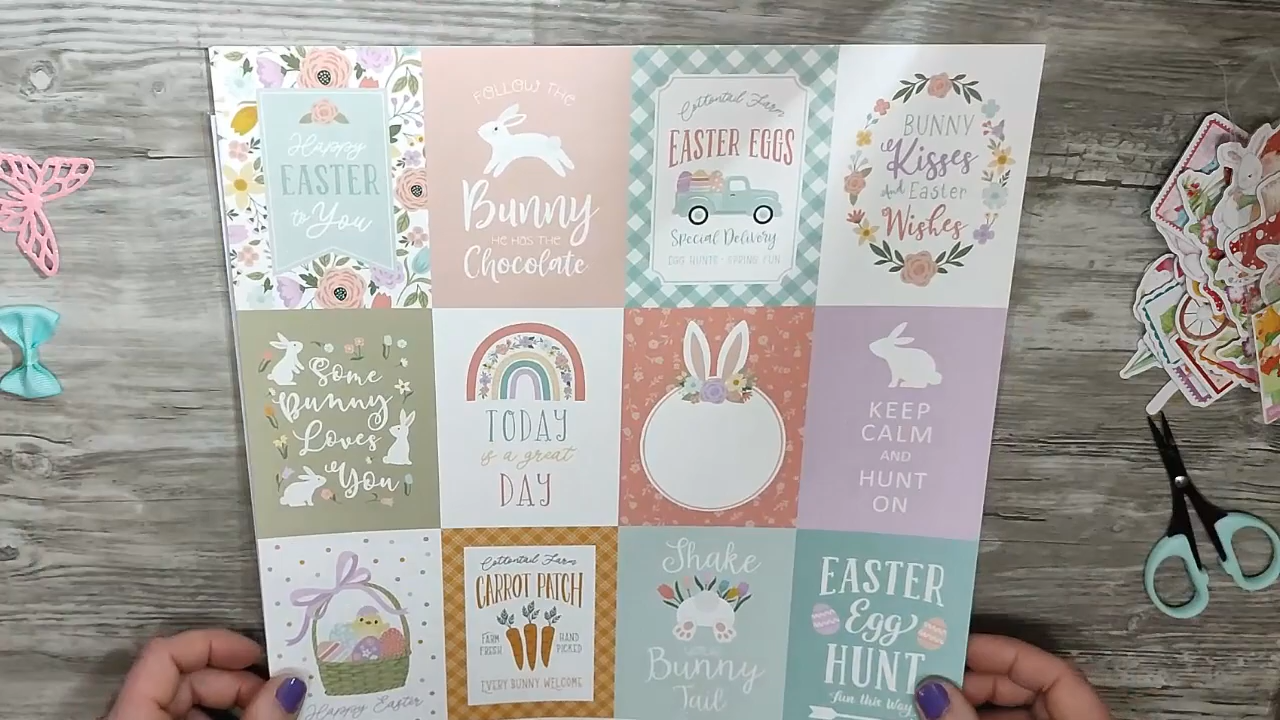 Happy
EASTER
to You
FOLLOW THE
Bunny
HE HAS THE
Chocolate
Cottontail Farm
EASTER EGGS
Special Delivery
EGG HUNTS • SPRING FUN
BUNNY
Kisses
and Easter
Wishes
Some
Bunny
Loves
You
TODAY
is a great
DAY
KEEP
CALM
AND
HUNT
ON
Happy Easter
Cottontail Farm
CARROT PATCH
FARM
FRESH
HAND
PICKED
EVERY BUNNY WELCOME
Shake
Bunny
Tail
EASTER
Egg
HUNT
fun this way